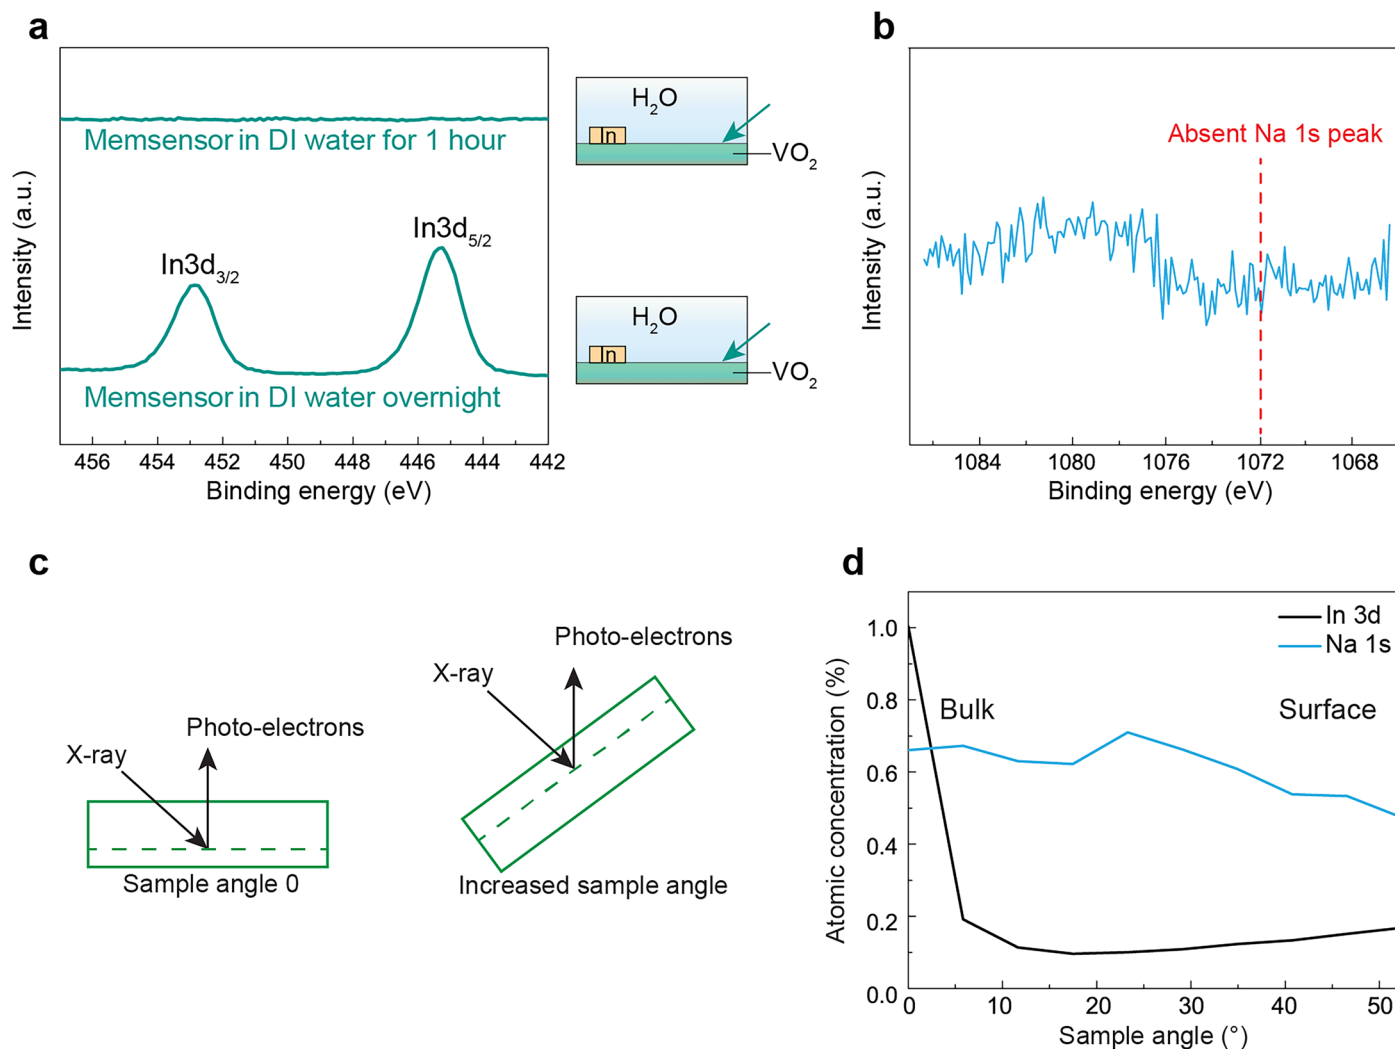 a
Intensity (a.u.)
Memsensor in DI water for 1 hour
In3d3/2
In3d5/2
Memsensor in DI water overnight
456 454 452 450 448 446 444 442
Binding energy (eV)
H2O
In
VO2
H2O
In
VO2
b
Intensity (a.u.)
Absent Na 1s peak
1084 1080 1076 1072 1068
Binding energy (eV)
c
X-ray
Photo-electrons
Sample angle 0
X-ray
Photo-electrons
Increased sample angle
d
Atomic concentration (%)
1.0
0.8
0.6
0.4
0.2
0.0
In 3d
Na 1s
Bulk
Surface
0 10 20 30 40 50
Sample angle (°)